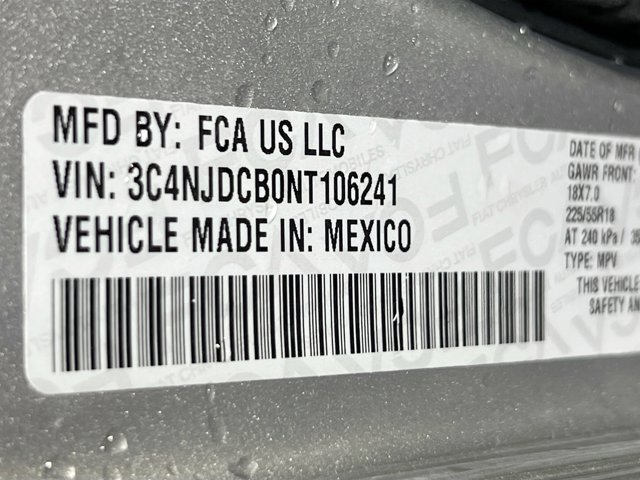 MFD BY: FCA US LLC
VIN: 3C4NJDCB0NT106241
VEHICLE MADE IN: MEXICO
DATE OF MFR
GAWR FRONT:
18X7.0
225/55R18
AT 240 kPa /
TYPE: MPV
THIS VEHICLE
SAFETY AN